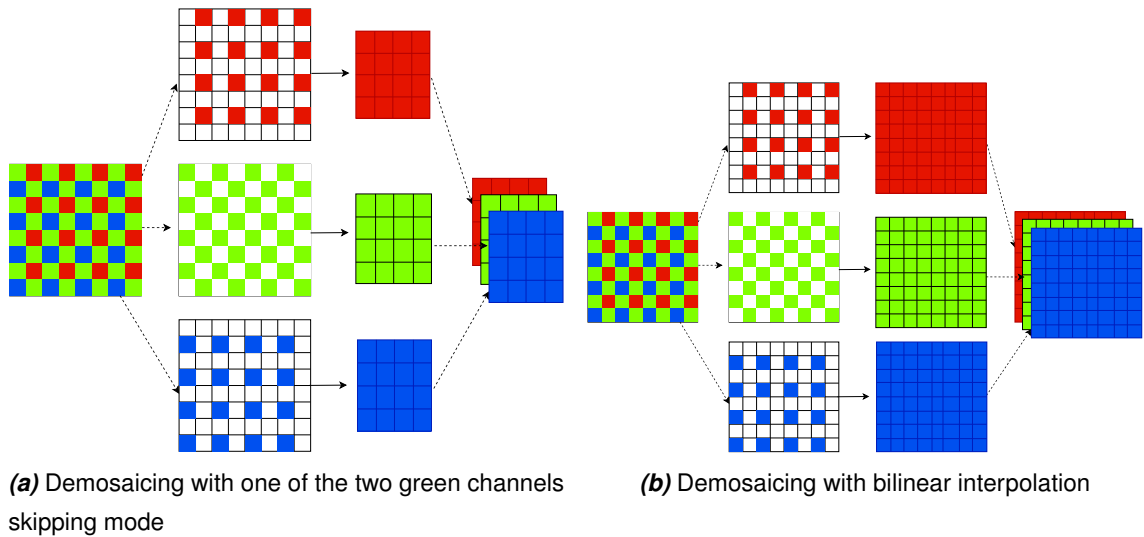 (a) Demosaicing with one of the two green channels
skipping mode
(b) Demosaicing with bilinear interpolation